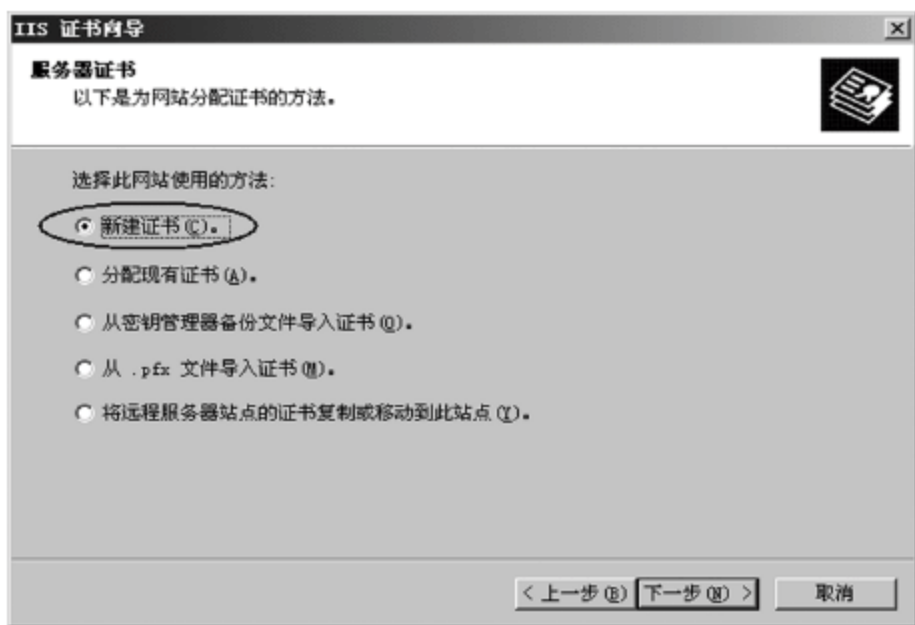 IIS 证书向导
服务器证书
以下是为网站分配证书的方法。
选择此网站使用的方法:
新建证书(C)。
分配现有证书(A)。
从密钥管理器备份文件导入证书(O)。
从 .pfx 文件导入证书(M)。
将远程服务器站点的证书复制或移动到此站点(Y)。
< 上一步(B) 下一步(N) > 取消